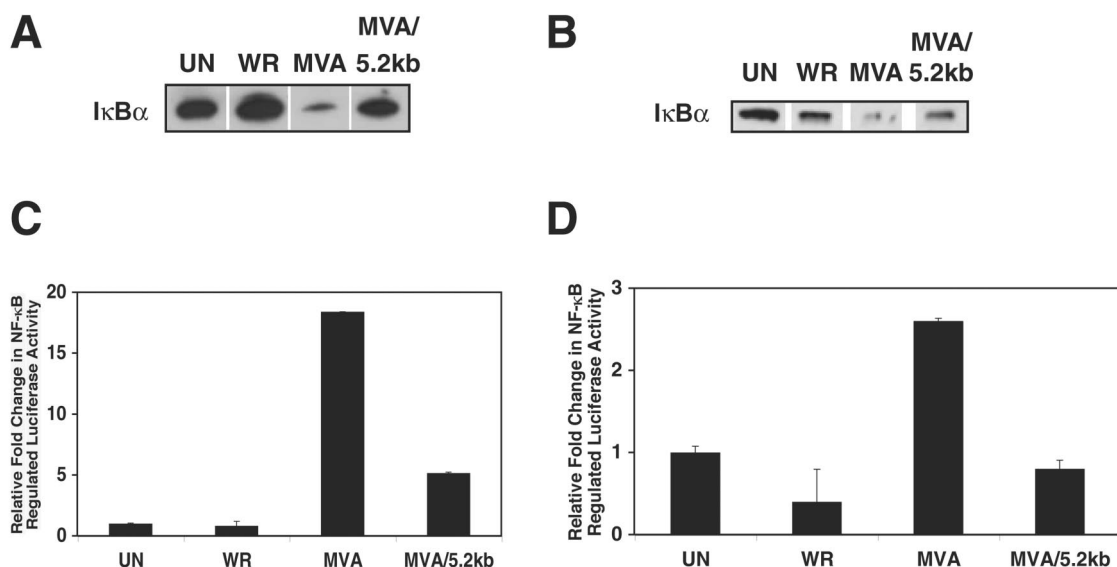 A
MVA/
UN WR MVA 5.2kb
IκBα
B
MVA/
UN WR MVA 5.2kb
IκBα
C
Relative Fold Change in NF-κB
Regulated Luciferase Activity
20
15
10
5
0
UN WR MVA MVA/5.2kb
D
Relative Fold Change in NF-κB
Regulated Luciferase Activity
3
2
1
0
UN WR MVA MVA/5.2kb